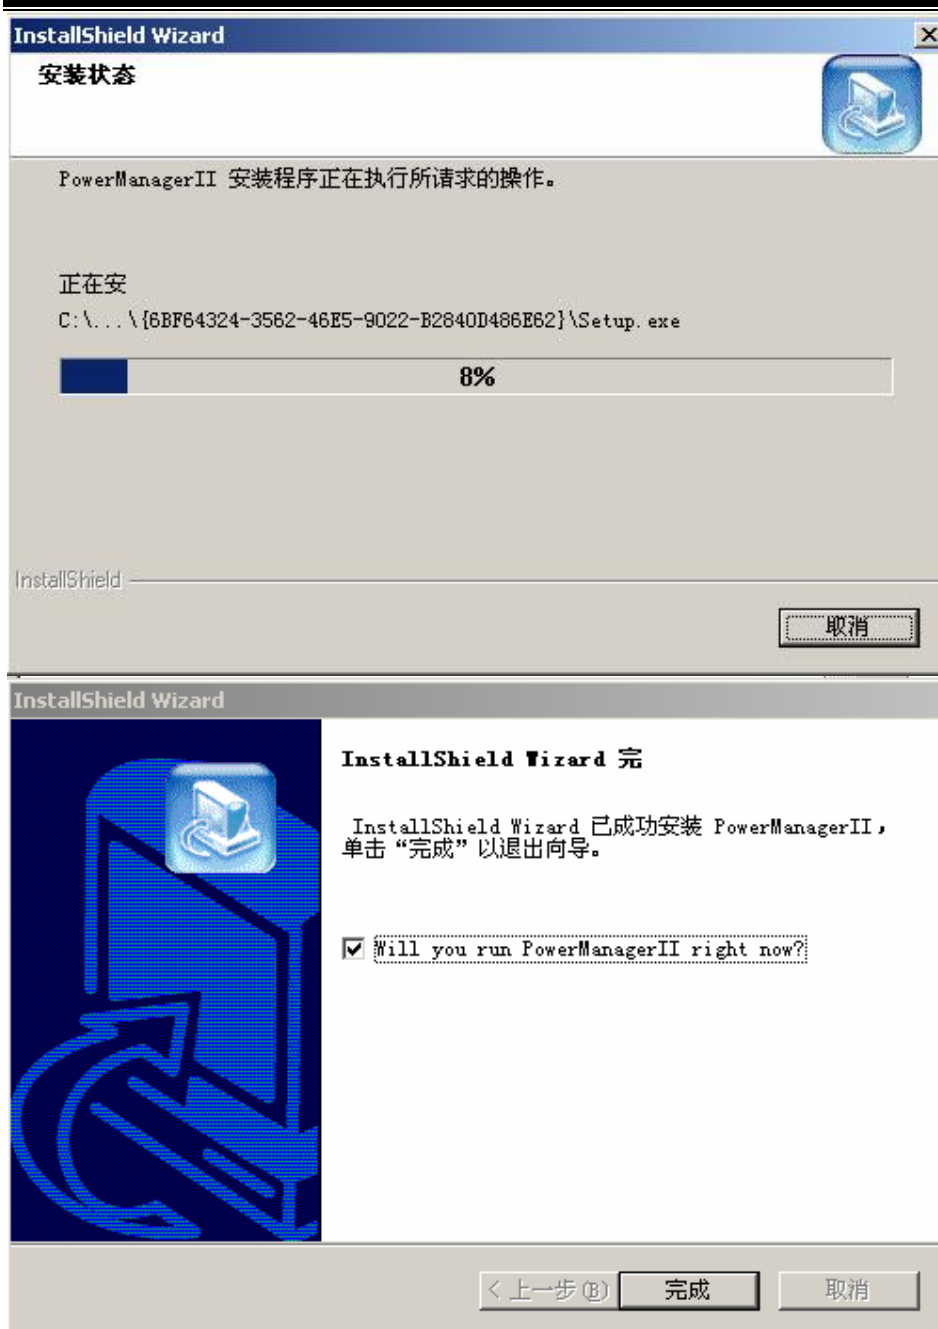 InstallShield Wizard
安装状态
PowerManagerII 安装程序正在执行所请求的操作。
正在安
C:\...\{6BF64324-3562-46E5-9022-B2840D486E62}\Setup.exe
8%
InstallShield
取消
InstallShield Wizard
InstallShield Wizard 完
InstallShield Wizard 已成功安装 PowerManagerII，
单击“完成”以退出向导。
Will you run PowerManagerII right now?
< 上一步(B) 完成 取消